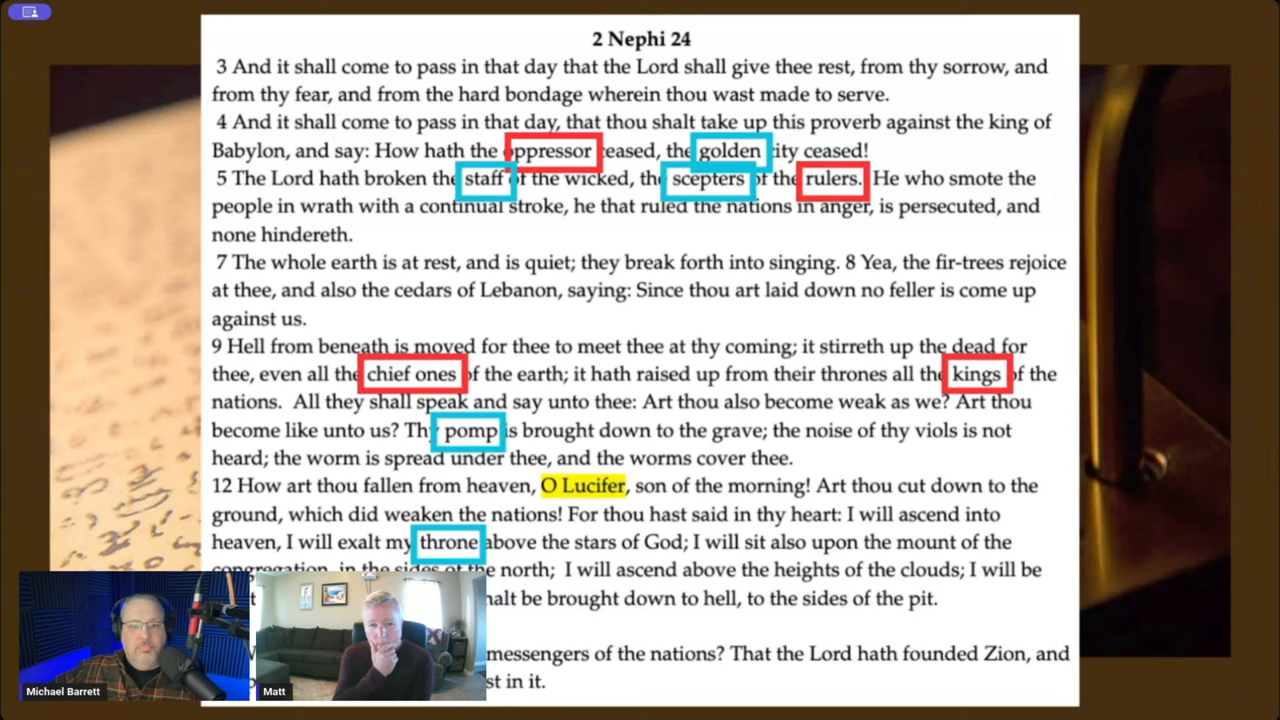 2 Nephi 24
3 And it shall come to pass in that day that the Lord shall give thee rest, from thy sorrow, and
from thy fear, and from the hard bondage wherein thou wast made to serve.
4 And it shall come to pass in that day, that thou shalt take up this proverb against the king of
Babylon, and say: How hath the oppressor ceased, the golden city ceased!
5 The Lord hath broken the staff of the wicked, the scepters of the rulers. He who smote the
people in wrath with a continual stroke, he that ruled the nations in anger, is persecuted, and
none hindereth.
7 The whole earth is at rest, and is quiet; they break forth into singing. 8 Yea, the fir-trees rejoice
at thee, and also the cedars of Lebanon, saying: Since thou art laid down no feller is come up
against us.
9 Hell from beneath is moved for thee to meet thee at thy coming; it stirreth up the dead for
thee, even all the chief ones of the earth; it hath raised up from their thrones all the kings of the
nations. All they shall speak and say unto thee: Art thou also become weak as we? Art thou
become like unto us? Thy pomp is brought down to the grave; the noise of thy viols is not
heard; the worm is spread under thee, and the worms cover thee.
12 How art thou fallen from heaven, O Lucifer, son of the morning! Art thou cut down to the
ground, which did weaken the nations! For thou hast said in thy heart: I will ascend into
heaven, I will exalt my throne above the stars of God; I will sit also upon the mount of the
congregation, in the sides of the north; I will ascend above the heights of the clouds; I will be
be brought down to hell, to the sides of the pit.
messengers of the nations? That the Lord hath founded Zion, and
in it.
Michael Barrett
Matt